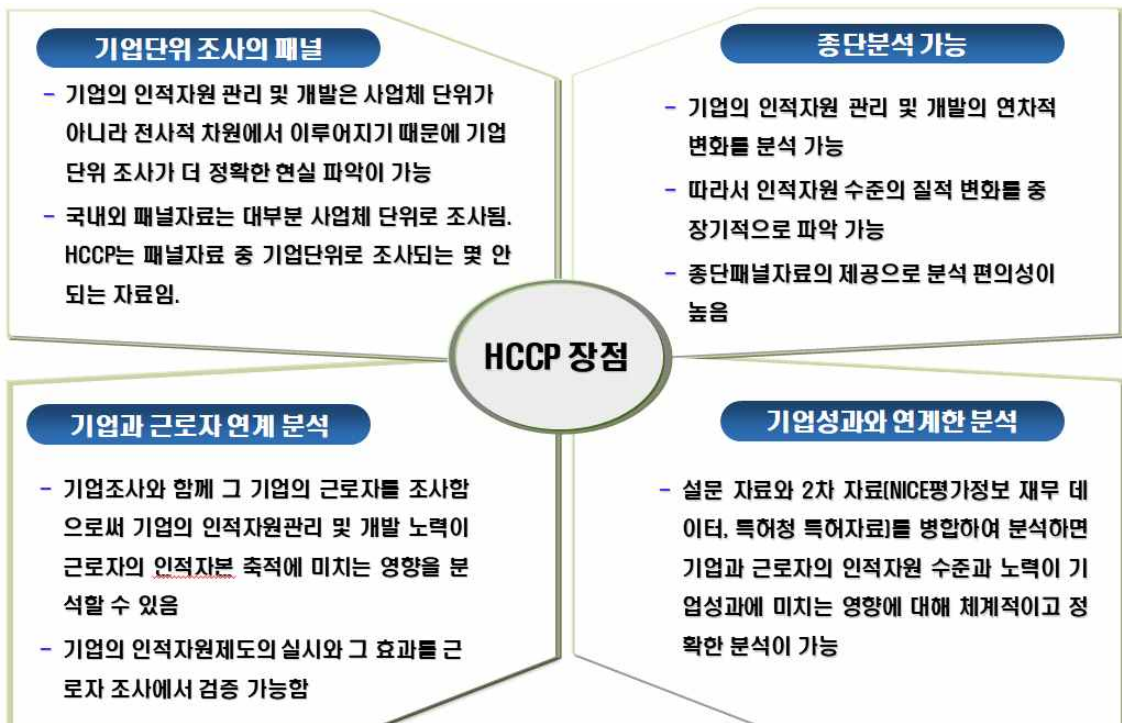 기업단위 조사의 패널
- 기업의 인적자원 관리 및 개발은 사업체 단위가
아니라 전사적 차원에서 이루어지기 때문에 기업
단위 조사가 더 정확한 현실 파악이 가능
- 국내외 패널자료는 대부분 사업체 단위로 조사됨.
HCCP는 패널자료 중 기업단위로 조사되는 몇 안
되는 자료임.
종단분석 가능
- 기업의 인적자원 관리 및 개발의 연차적
변화를 분석 가능
- 따라서 인적자원 수준의 질적 변화를 중
장기적으로 파악 가능
- 종단패널자료의 제공으로 분석 편의성이
높음
HCCP 장점
기업과 근로자 연계 분석
- 기업조사와 함께 그 기업의 근로자를 조사함
으로써 기업의 인적자원관리 및 개발 노력이
근로자의 인적자본 축적에 미치는 영향을 분
석할 수 있음
- 기업의 인적자원제도의 실시와 그 효과를 근
로자 조사에서 검증 가능함
기업성과와 연계한 분석
- 설문 자료와 2차 자료(NICE평가정보 재무 데
이터, 특허청 특허자료)를 병합하여 분석하면
기업과 근로자의 인적자원 수준과 노력이 기
업성과에 미치는 영향에 대해 체계적이고 정
확한 분석이 가능